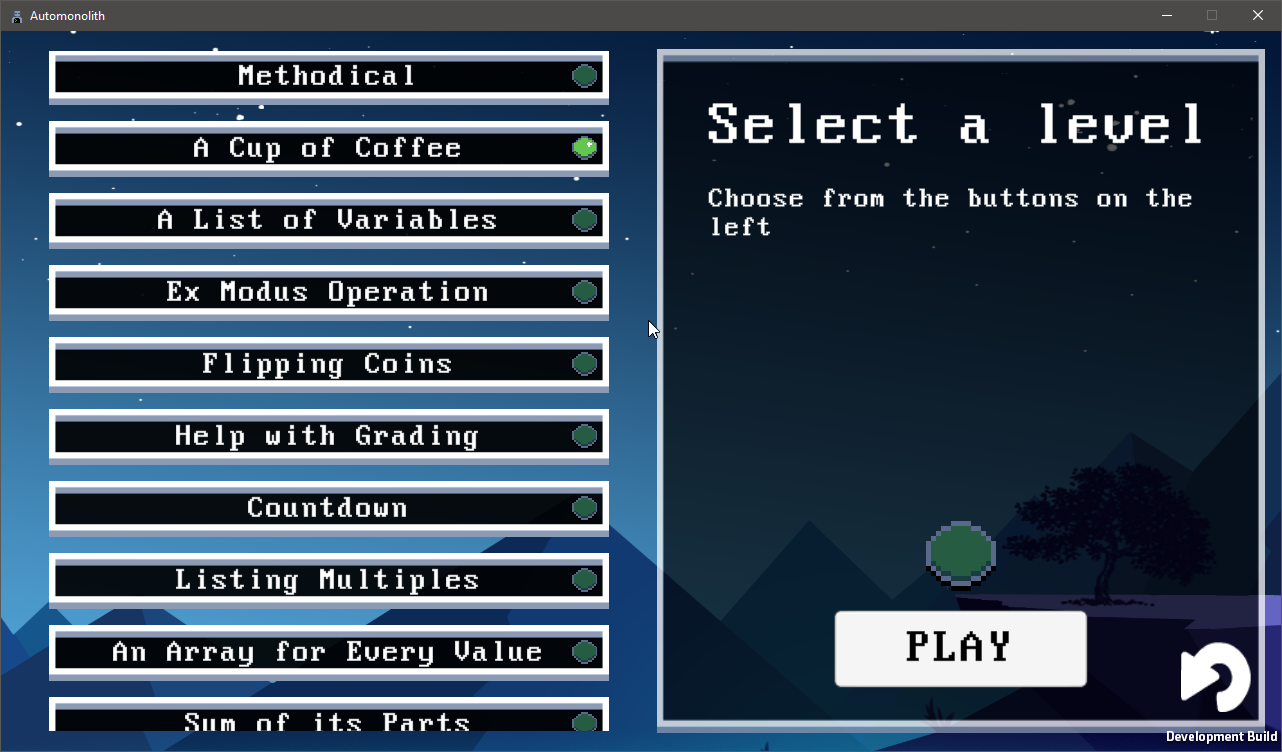 Automonolith
Methodical
A Cup of Coffee
A List of Variables
Ex Modus Operation
Flipping Coins
Help with Grading
Countdown
Listing Multiples
An Array for Every Value
Sum of its Parts
Select a level
Choose from the buttons on the
left
PLAY
Development Build